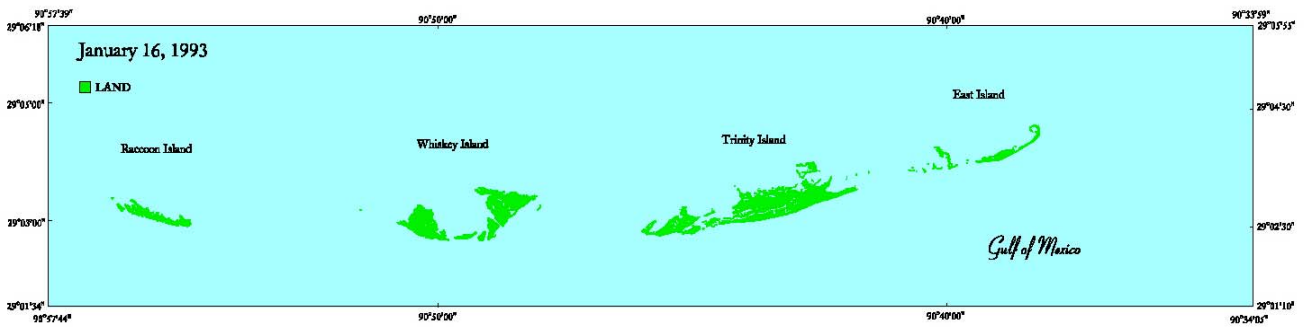 90°57'39"
90°50'00"
90°40'00"
90°33'59"
29°06'18"
29°05'55"
January 16, 1993
LAND
29°05'00"
East Island
29°04'30"
Trinity Island
Whiskey Island
Raccoon Island
29°03'00"
29°02'30"
Gulf of Mexico
29°01'34"
29°01'10"
90°57'44"
90°50'00"
90°40'00"
90°34'05"